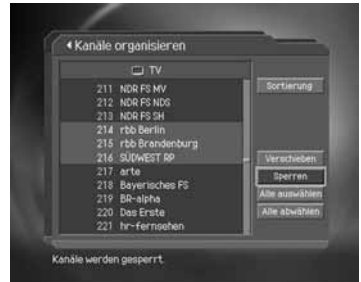 Kanäle organisieren
TV
211 NDR FS MV
212 NDR FS NDS
213 NDR FS SH
214 rbb Berlin
215 rbb Brandenburg
216 SÜDWEST RP
217 arte
218 Bayerisches FS
219 BR-alpha
220 Das Erste
221 hr-fernsehen
Sortierung
Verschieben
Sperren
Alle auswählen
Alle abwählen
Kanäle werden gesperrt.